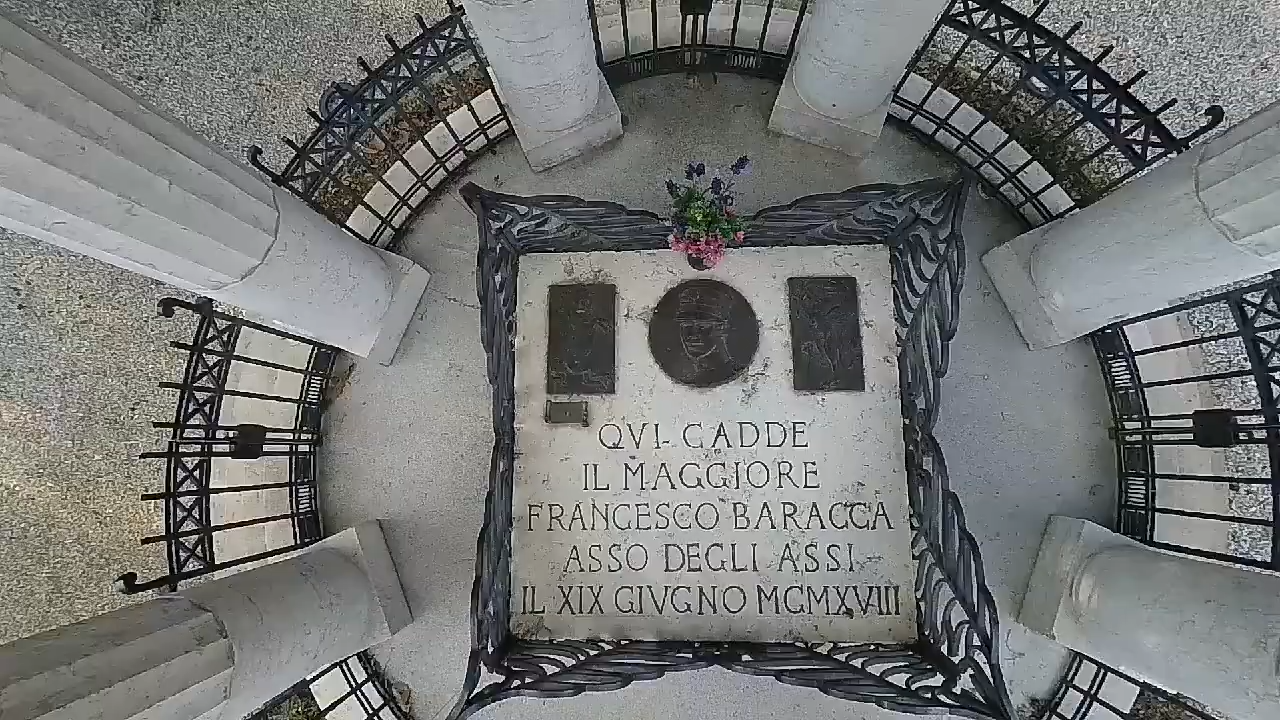 QVI CADDE
IL MAGGIORE
FRANCESCO BARACCA
ASSO DEGLI ASSI
IL XIX GIVGNO MCMXVIII